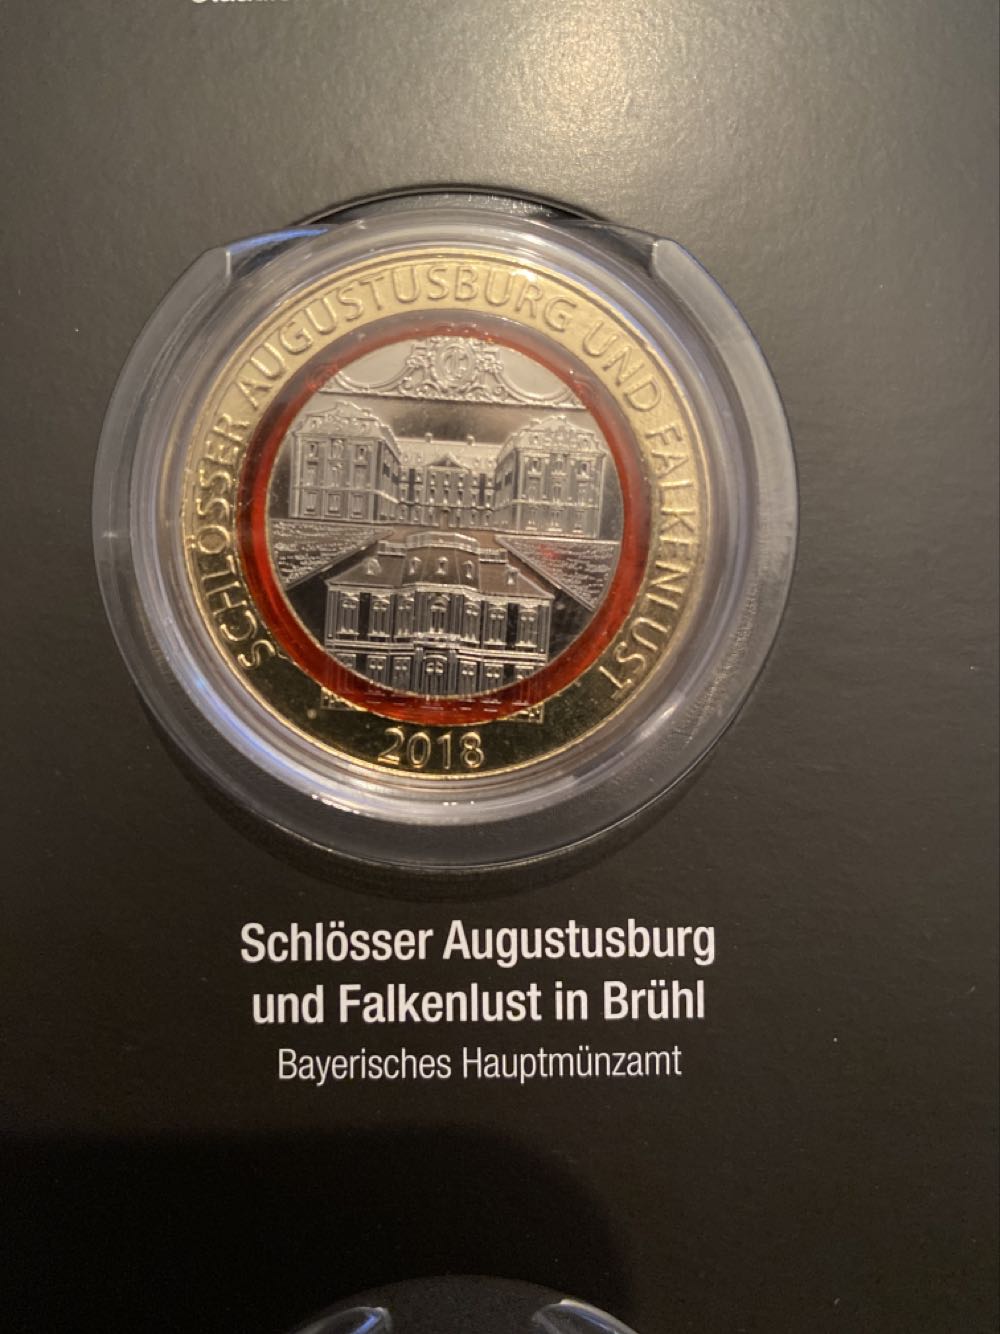 SCHLÖSSER AUGUSTUSBURG UND FALKENLUST
2018
Schlösser Augustusburg
und Falkenlust in Brühl
Bayerisches Hauptmünzamt